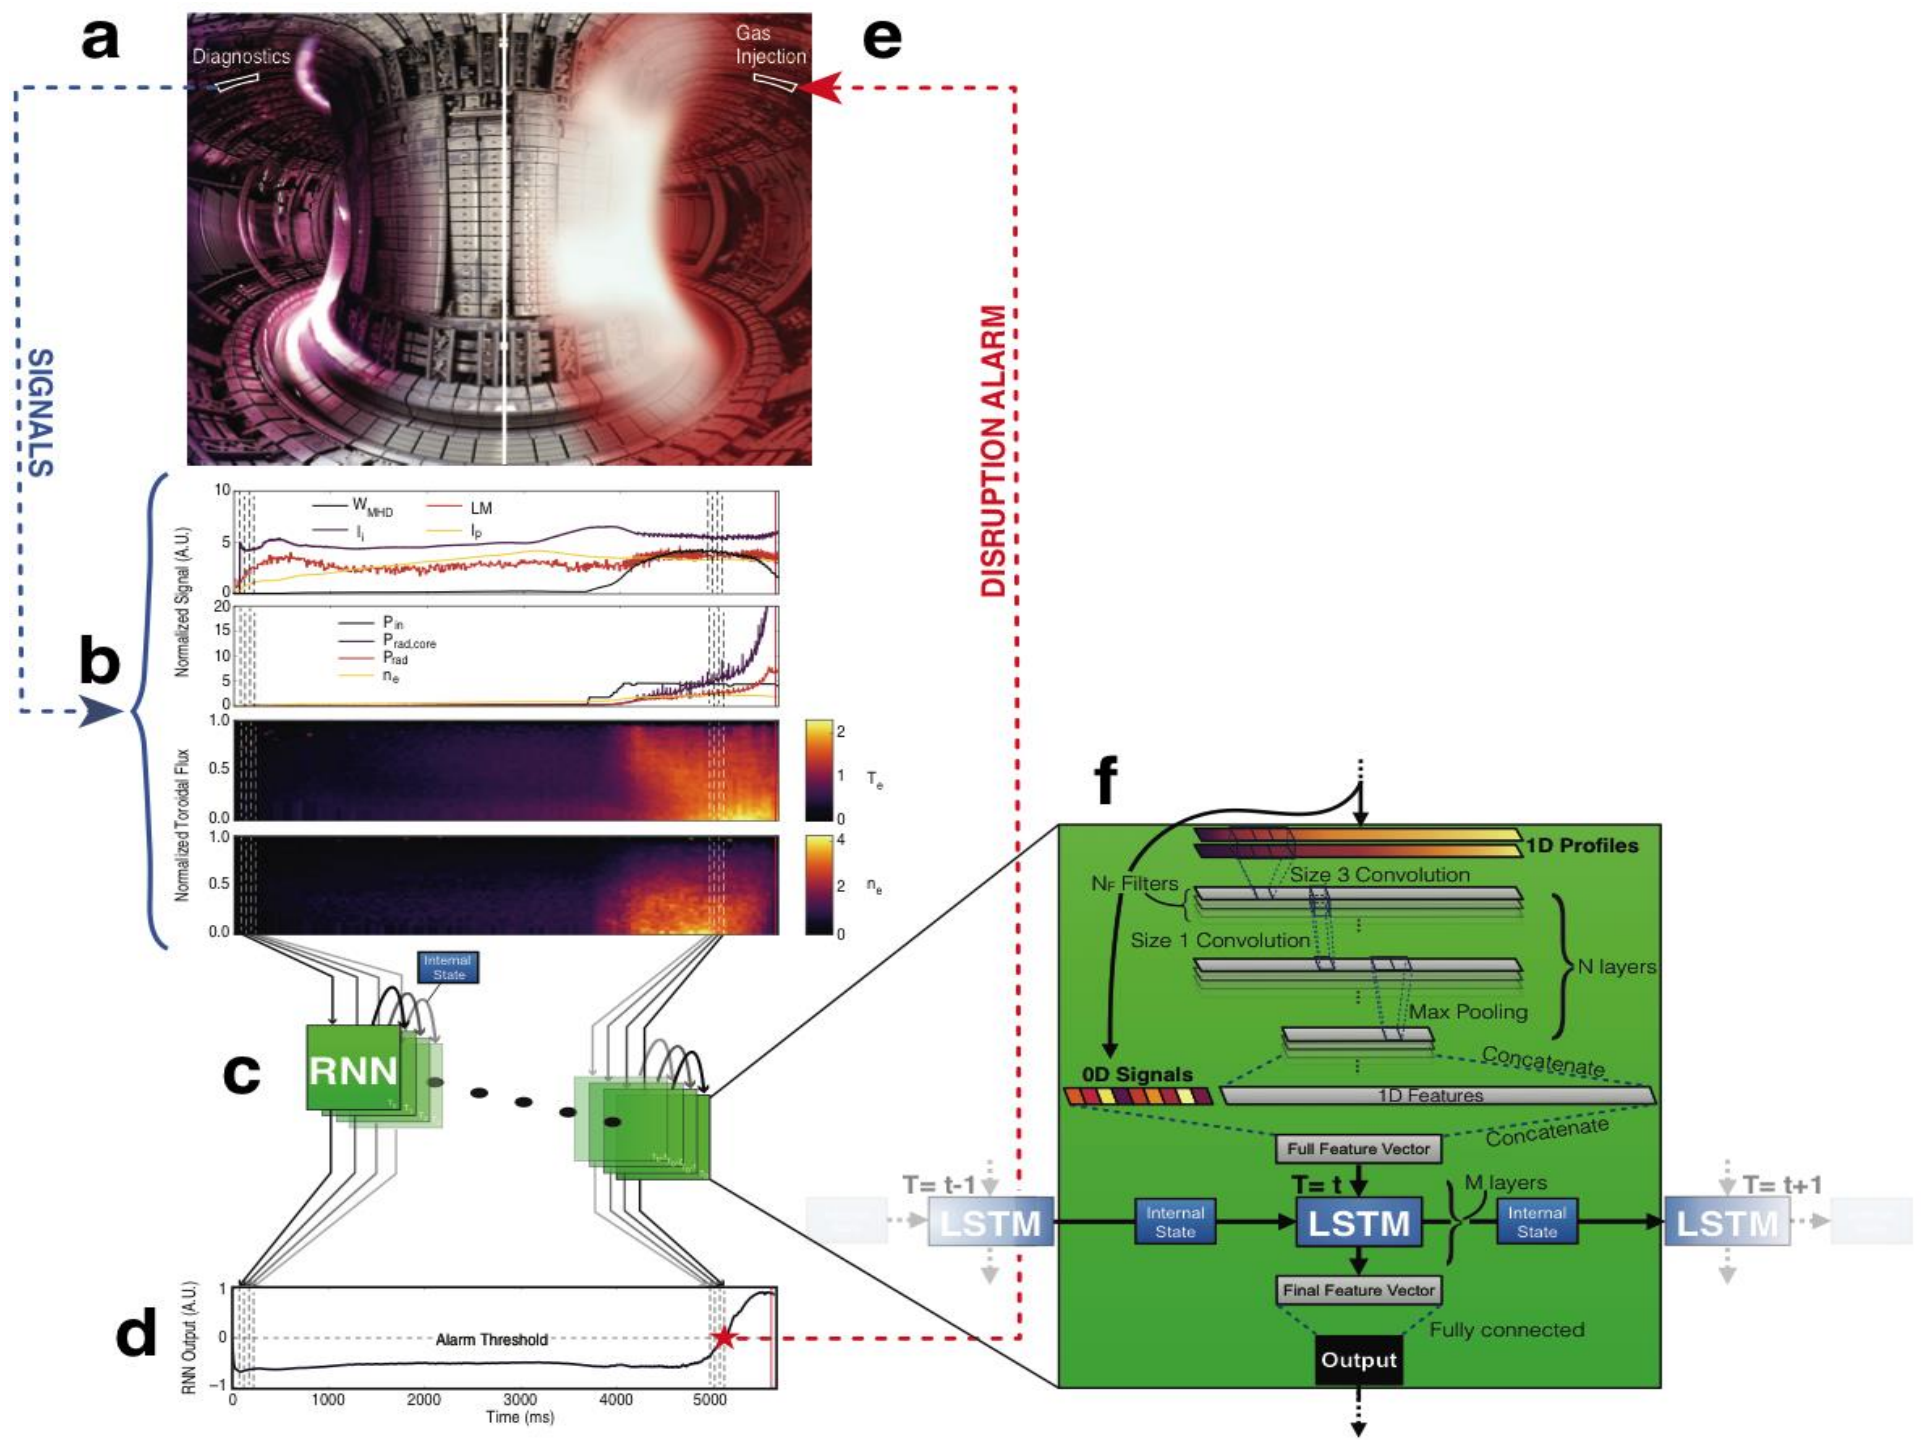 a
Diagnostics
Gas
Injection
e
SIGNALS
DISRUPTION ALARM
b
Normalized Signal (A.U.)
10
5
0
W_MHD
LM
l_i
I_p
20
15
10
5
0
P_in
P_rad,core
P_rad
n_e
Normalized Toroidal Flux
1.0
0.5
0.0
2
1
0
T_e
1.0
0.5
0.0
4
2
0
n_e
Internal
State
c
RNN
d
RNN Output (A.U.)
1
0
−1
Alarm Threshold
0
1000
2000
3000
4000
5000
Time (ms)
f
1D Profiles
Size 3 Convolution
N_F Filters
Size 1 Convolution
N layers
Max Pooling
Concatenate
0D Signals
1D Features
Concatenate
Full Feature Vector
T= t-1
T= t
M layers
T= t+1
LSTM
Internal
State
LSTM
Internal
State
LSTM
Final Feature Vector
Fully connected
Output